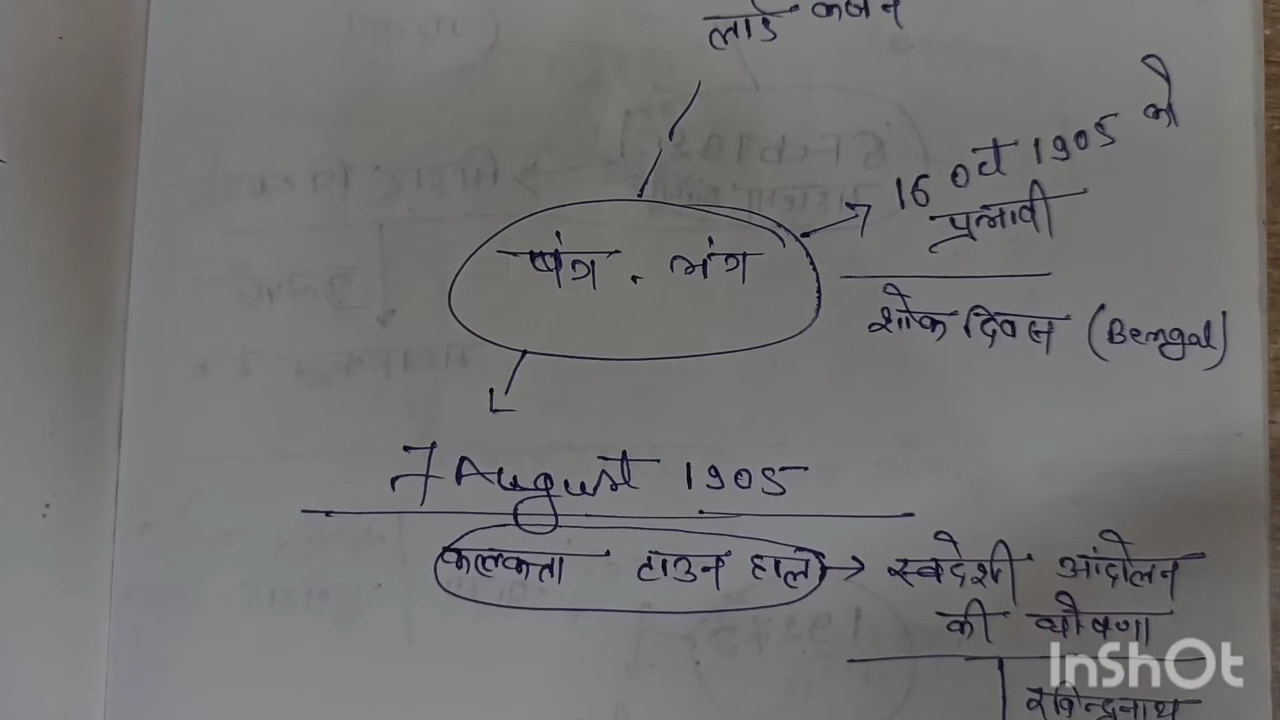 लार्ड कर्जन
16 Oct 1905 को
प्रभावी
बंग . भंग
शोक दिवस (Bengal)
7 August 1905
कलकता टाउन हाल → स्वदेशी आंदोलन
की घोषणा
रविन्द्रनाथ
InShOt